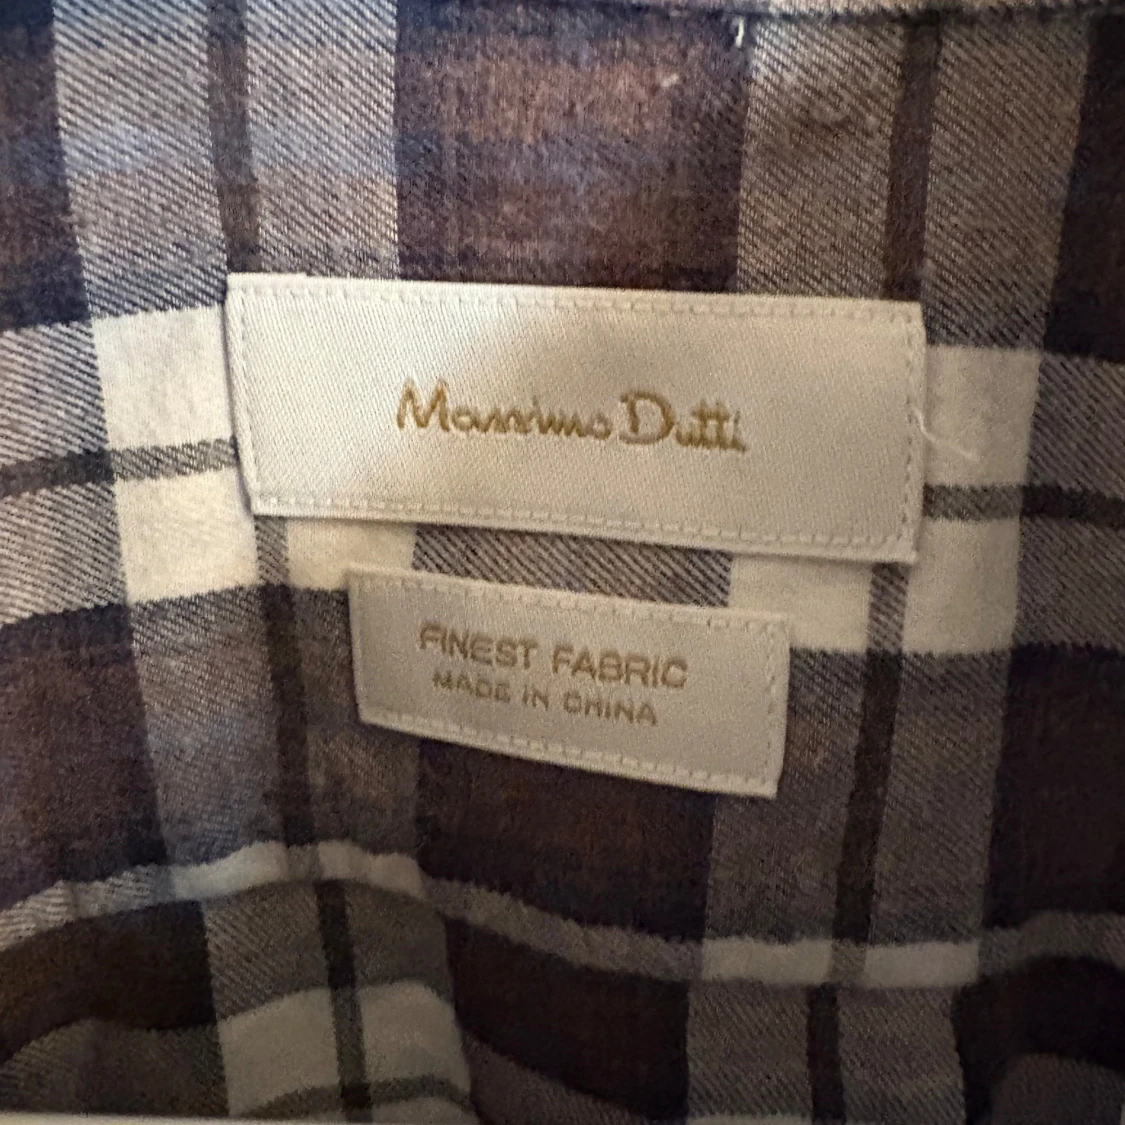 Massimo Dutti
FINEST FABRIC
MADE IN CHINA